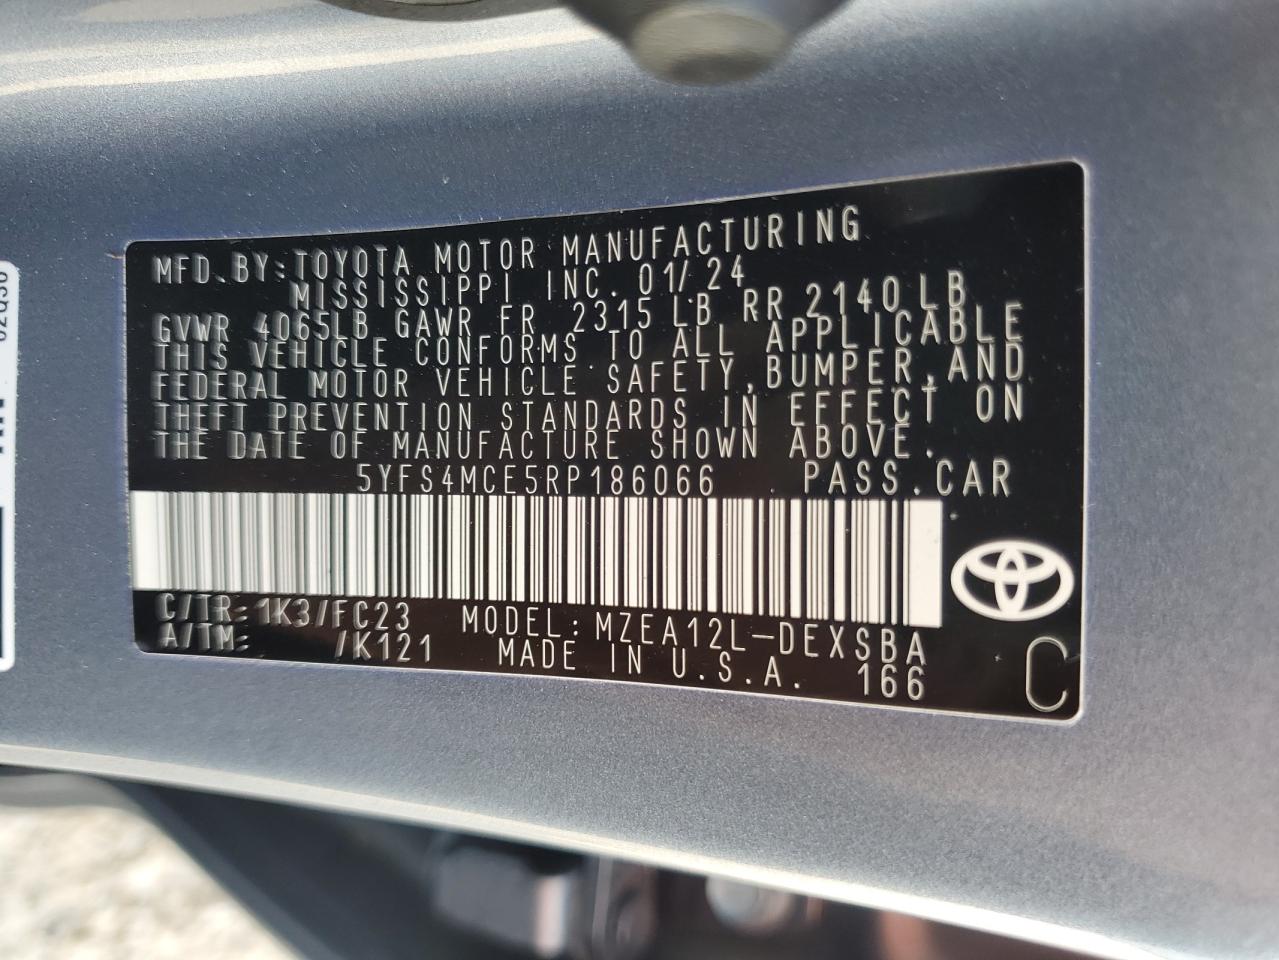 MFD.BY:TOYOTA MOTOR MANUFACTURING
MISSISSIPPI INC. 01/24
GVWR 4065LB GAWR FR 2315 LB RR 2140LB
THIS VEHICLE CONFORMS TO ALL APPLICABLE
FEDERAL MOTOR VEHICLE SAFETY,BUMPER,AND
THEFT PREVENTION STANDARDS IN EFFECT ON
THE DATE OF MANUFACTURE SHOWN ABOVE.
5YFS4MCE5RP186066 PASS.CAR
C/TR:1K3/FC23 MODEL:MZEA12L-DEXSBA
A/TM: /K121 MADE IN U.S.A. 166
C